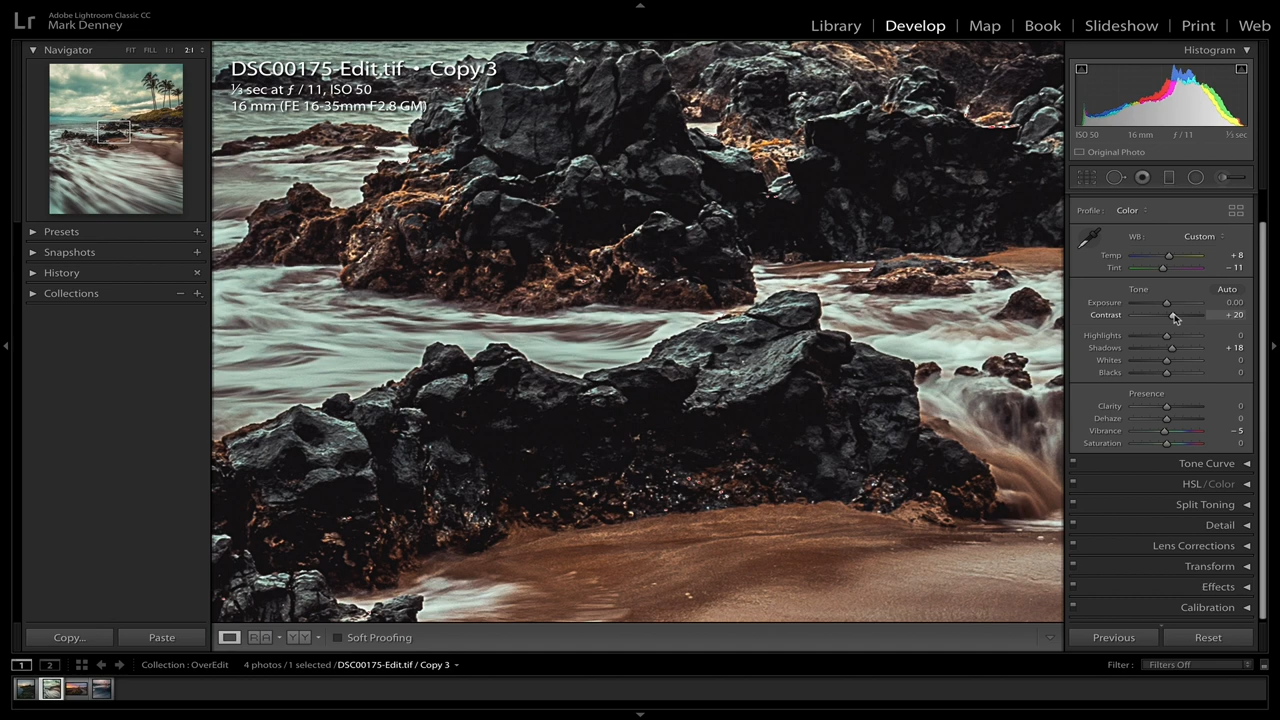 Lr Adobe Lightroom Classic CC
Mark Denney
Library | Develop | Map | Book | Slideshow | Print | Web
Navigator FIT FILL 1:1 2:1
Presets
Snapshots
History
Collections
Copy... Paste
DSC00175-Edit.tif • Copy 3
⅓ sec at ƒ / 11, ISO 50
16 mm (FE 16-35mm F2.8 GM)
Histogram
ISO 50 16 mm ƒ / 11 ⅓ sec
Original Photo
Profile : Color
WB : Custom
Temp + 8
Tint – 11
Tone Auto
Exposure 0.00
Contrast + 20
Highlights 0
Shadows + 18
Whites 0
Blacks 0
Presence
Clarity 0
Dehaze 0
Vibrance – 5
Saturation 0
Tone Curve
HSL / Color
Split Toning
Detail
Lens Corrections
Transform
Effects
Calibration
Previous Reset
R A Y Y Soft Proofing
1 2 Collection : OverEdit 4 photos / 1 selected / DSC00175-Edit.tif / Copy 3 Filter : Filters Off